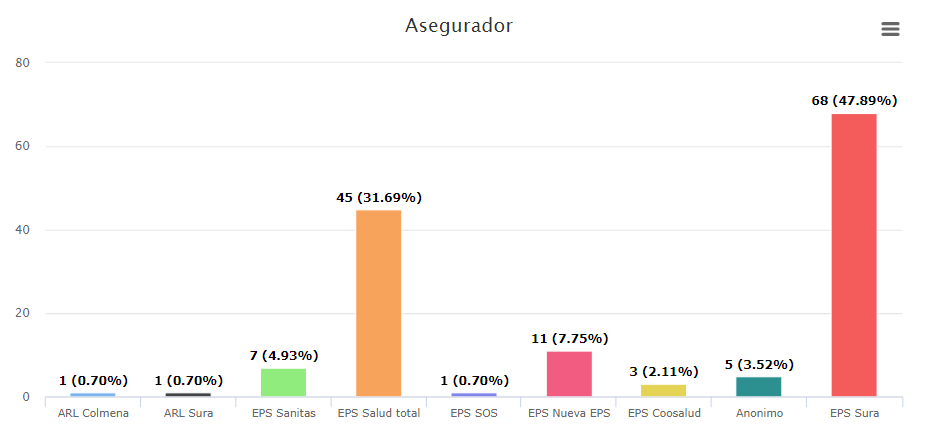 Asegurador
80
60
40
20
0
1 (0.70%)
1 (0.70%)
7 (4.93%)
45 (31.69%)
1 (0.70%)
11 (7.75%)
3 (2.11%)
5 (3.52%)
68 (47.89%)
ARL Colmena
ARL Sura
EPS Sanitas
EPS Salud total
EPS SOS
EPS Nueva EPS
EPS Coosalud
Anonimo
EPS Sura